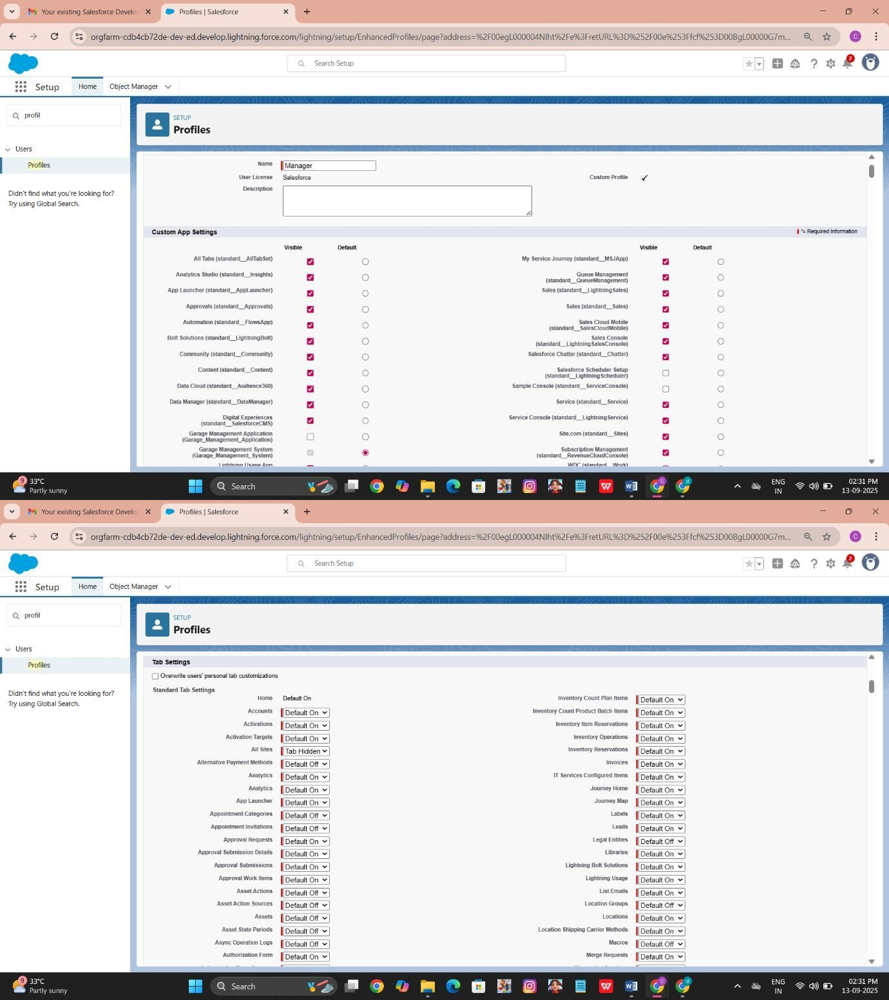 Your existing Salesforce Develo
Profiles | Salesforce
orgfarm-cdb4cb72de-dev-ed.develop.lightning.force.com/lightning/setup/EnhancedProfiles/page?address=%2F00egL000004NIht%2Fe%3FretURL%3D%252F00e%253Ffcf%253D00BgL00000G7m...
C
Search Setup
2
Setup Home Object Manager
profil
Users
Profiles
Didn't find what you're looking for?
Try using Global Search.
SETUP
Profiles
Name Manager
User License Salesforce Custom Profile ✓
Description
Custom App Settings
= Required Information
Visible Default Visible Default
All Tabs (standard__AllTabSet) My Service Journey (standard__MSJApp)
Analytics Studio (standard__Insights) Queue Management
(standard__QueueManagement)
App Launcher (standard__AppLauncher) Sales (standard__LightningSales)
Approvals (standard__Approvals) Sales (standard__Sales)
Automation (standard__FlowsApp) Sales Cloud Mobile
(standard__SalesCloudMobile)
Bolt Solutions (standard__LightningBolt) Sales Console
(standard__LightningSalesConsole)
Community (standard__Community) Salesforce Chatter (standard__Chatter)
Content (standard__Content) Salesforce Scheduler Setup
(standard__LightningScheduler)
Data Cloud (standard__Audience360) Sample Console (standard__ServiceConsole)
Data Manager (standard__DataManager) Service (standard__Service)
Digital Experiences
(standard__SalesforceCMS) Service Console (standard__LightningService)
Garage Management Application
(Garage_Management_Application) Site.com (standard__Sites)
Garage Management System
(Garage_Management_System) Subscription Management
(standard__RevenueCloudConsole)
Lightning Usage App WDC (standard__Work)
9 33°C
Partly sunny
Search
ENG
IN
02:31 PM
13-09-2025
Your existing Salesforce Develo
Profiles | Salesforce
orgfarm-cdb4cb72de-dev-ed.develop.lightning.force.com/lightning/setup/EnhancedProfiles/page?address=%2F00egL000004NIht%2Fe%3FretURL%3D%252F00e%253Ffcf%253D00BgL00000G7m...
C
Search Setup
2
Setup Home Object Manager
profil
Users
Profiles
Didn't find what you're looking for?
Try using Global Search.
SETUP
Profiles
Tab Settings
Overwrite users' personal tab customizations
Standard Tab Settings
Home Default On Inventory Count Plan Items Default On
Accounts Default On Inventory Count Product Batch Items Default On
Activations Default On Inventory Item Reservations Default On
Activation Targets Default On Inventory Operations Default On
All Sites Tab Hidden Inventory Reservations Default On
Alternative Payment Methods Default Off Invoices Default On
Analytics Default On IT Services Configured Items Default On
Analytics Default On Journey Home Default On
App Launcher Default On Journey Map Default On
Appointment Categories Default Off Labels Default On
Appointment Invitations Default Off Leads Default On
Approval Requests Default On Legal Entities Default Off
Approval Submission Details Default On Libraries Default On
Approval Submissions Default On Lightning Bolt Solutions Default On
Approval Work Items Default On Lightning Usage Default On
Asset Actions Default Off List Emails Default On
Asset Action Sources Default Off Location Groups Default Off
Assets Default Off Locations Default On
Asset State Periods Default Off Location Shipping Carrier Methods Default On
Async Operation Logs Default Off Macros Default Off
Authorization Form Default On Merge Requests Default On
9 33°C
Partly sunny
Search
ENG
IN
02:31 PM
13-09-2025